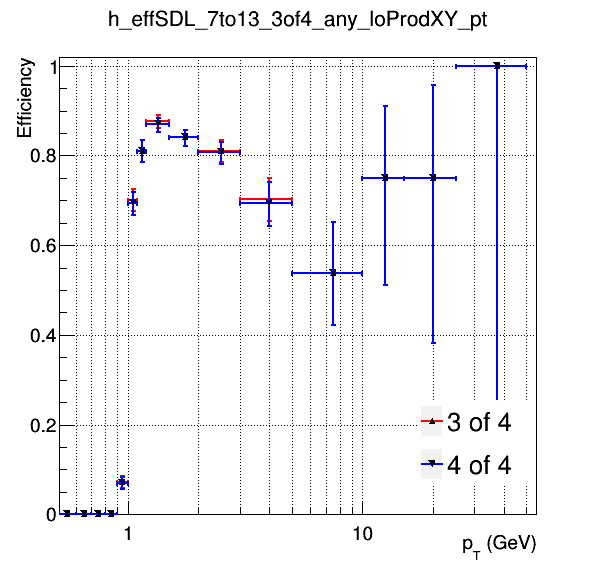 h_effSDL_7to13_3of4_any_loProdXY_pt
Efficiency
1
0.8
0.6
0.4
0.2
0
3 of 4
4 of 4
1
10
p_T (GeV)